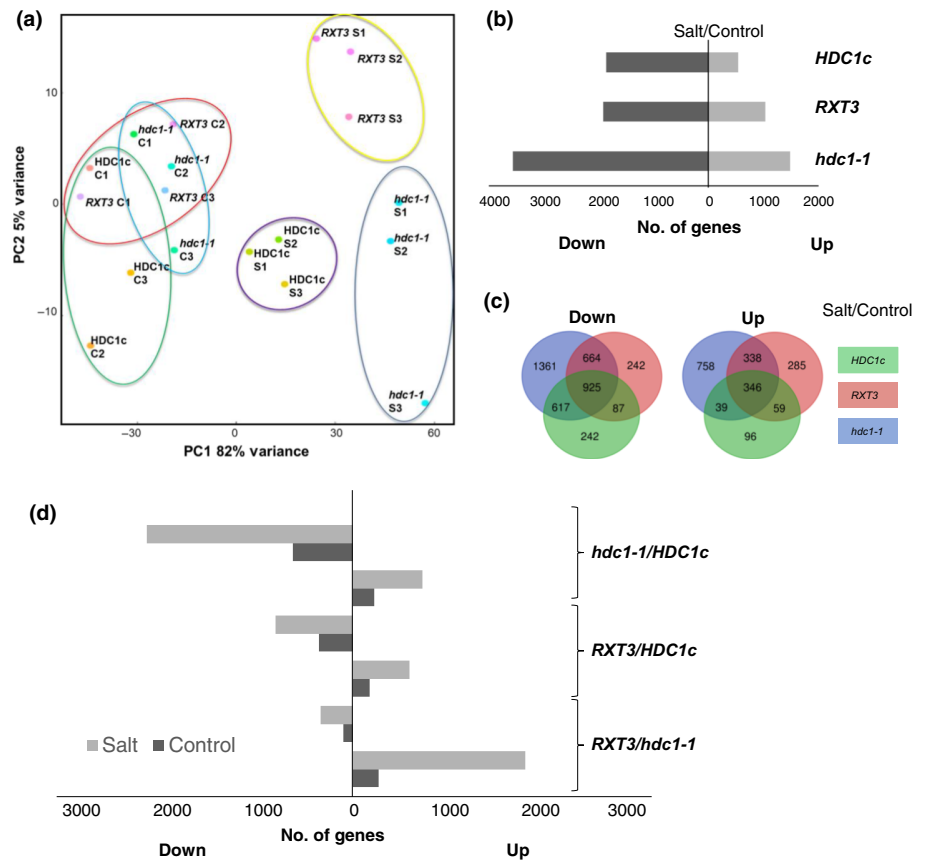 (a)
RXT3 S1
RXT3 S2
RXT3 S3
10
hdc1-1
C1
RXT3 C2
HDC1c
C1
hdc1-1
C2
RXT3 C1
RXT3 C3
0
hdc1-1
S1
hdc1-1
S2
HDC1c
S2
HDC1c
S1
HDC1c
S3
hdc1-1
C3
HDC1c
C3
−10
HDC1c
C2
hdc1-1
S3
PC2 5% variance
−30
0
30
60
PC1 82% variance
(b)
Salt/Control
HDC1c
RXT3
hdc1-1
4000 3000 2000 1000 0 1000 2000
No. of genes
Down
Up
(c)
Down
Up
Salt/Control
1361 664 242
925
617 87
242
758 338 285
346
39 59
96
HDC1c
RXT3
hdc1-1
(d)
hdc1-1/HDC1c
RXT3/HDC1c
RXT3/hdc1-1
Salt Control
3000 2000 1000 0 1000 2000 3000
No. of genes
Down
Up